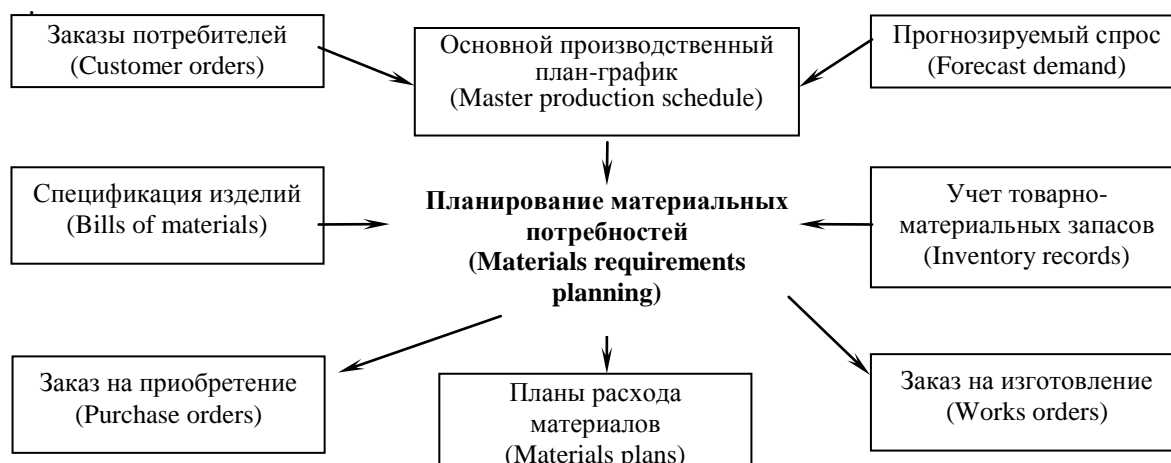 Заказы потребителей
(Customer orders)
Основной производственный
план-график
(Master production schedule)
Прогнозируемый спрос
(Forecast demand)
Спецификация изделий
(Bills of materials)
Планирование материальных
потребностей
(Materials requirements
planning)
Учет товарно-
материальных запасов
(Inventory records)
Заказ на приобретение
(Purchase orders)
Планы расхода
материалов
(Materials plans)
Заказ на изготовление
(Works orders)